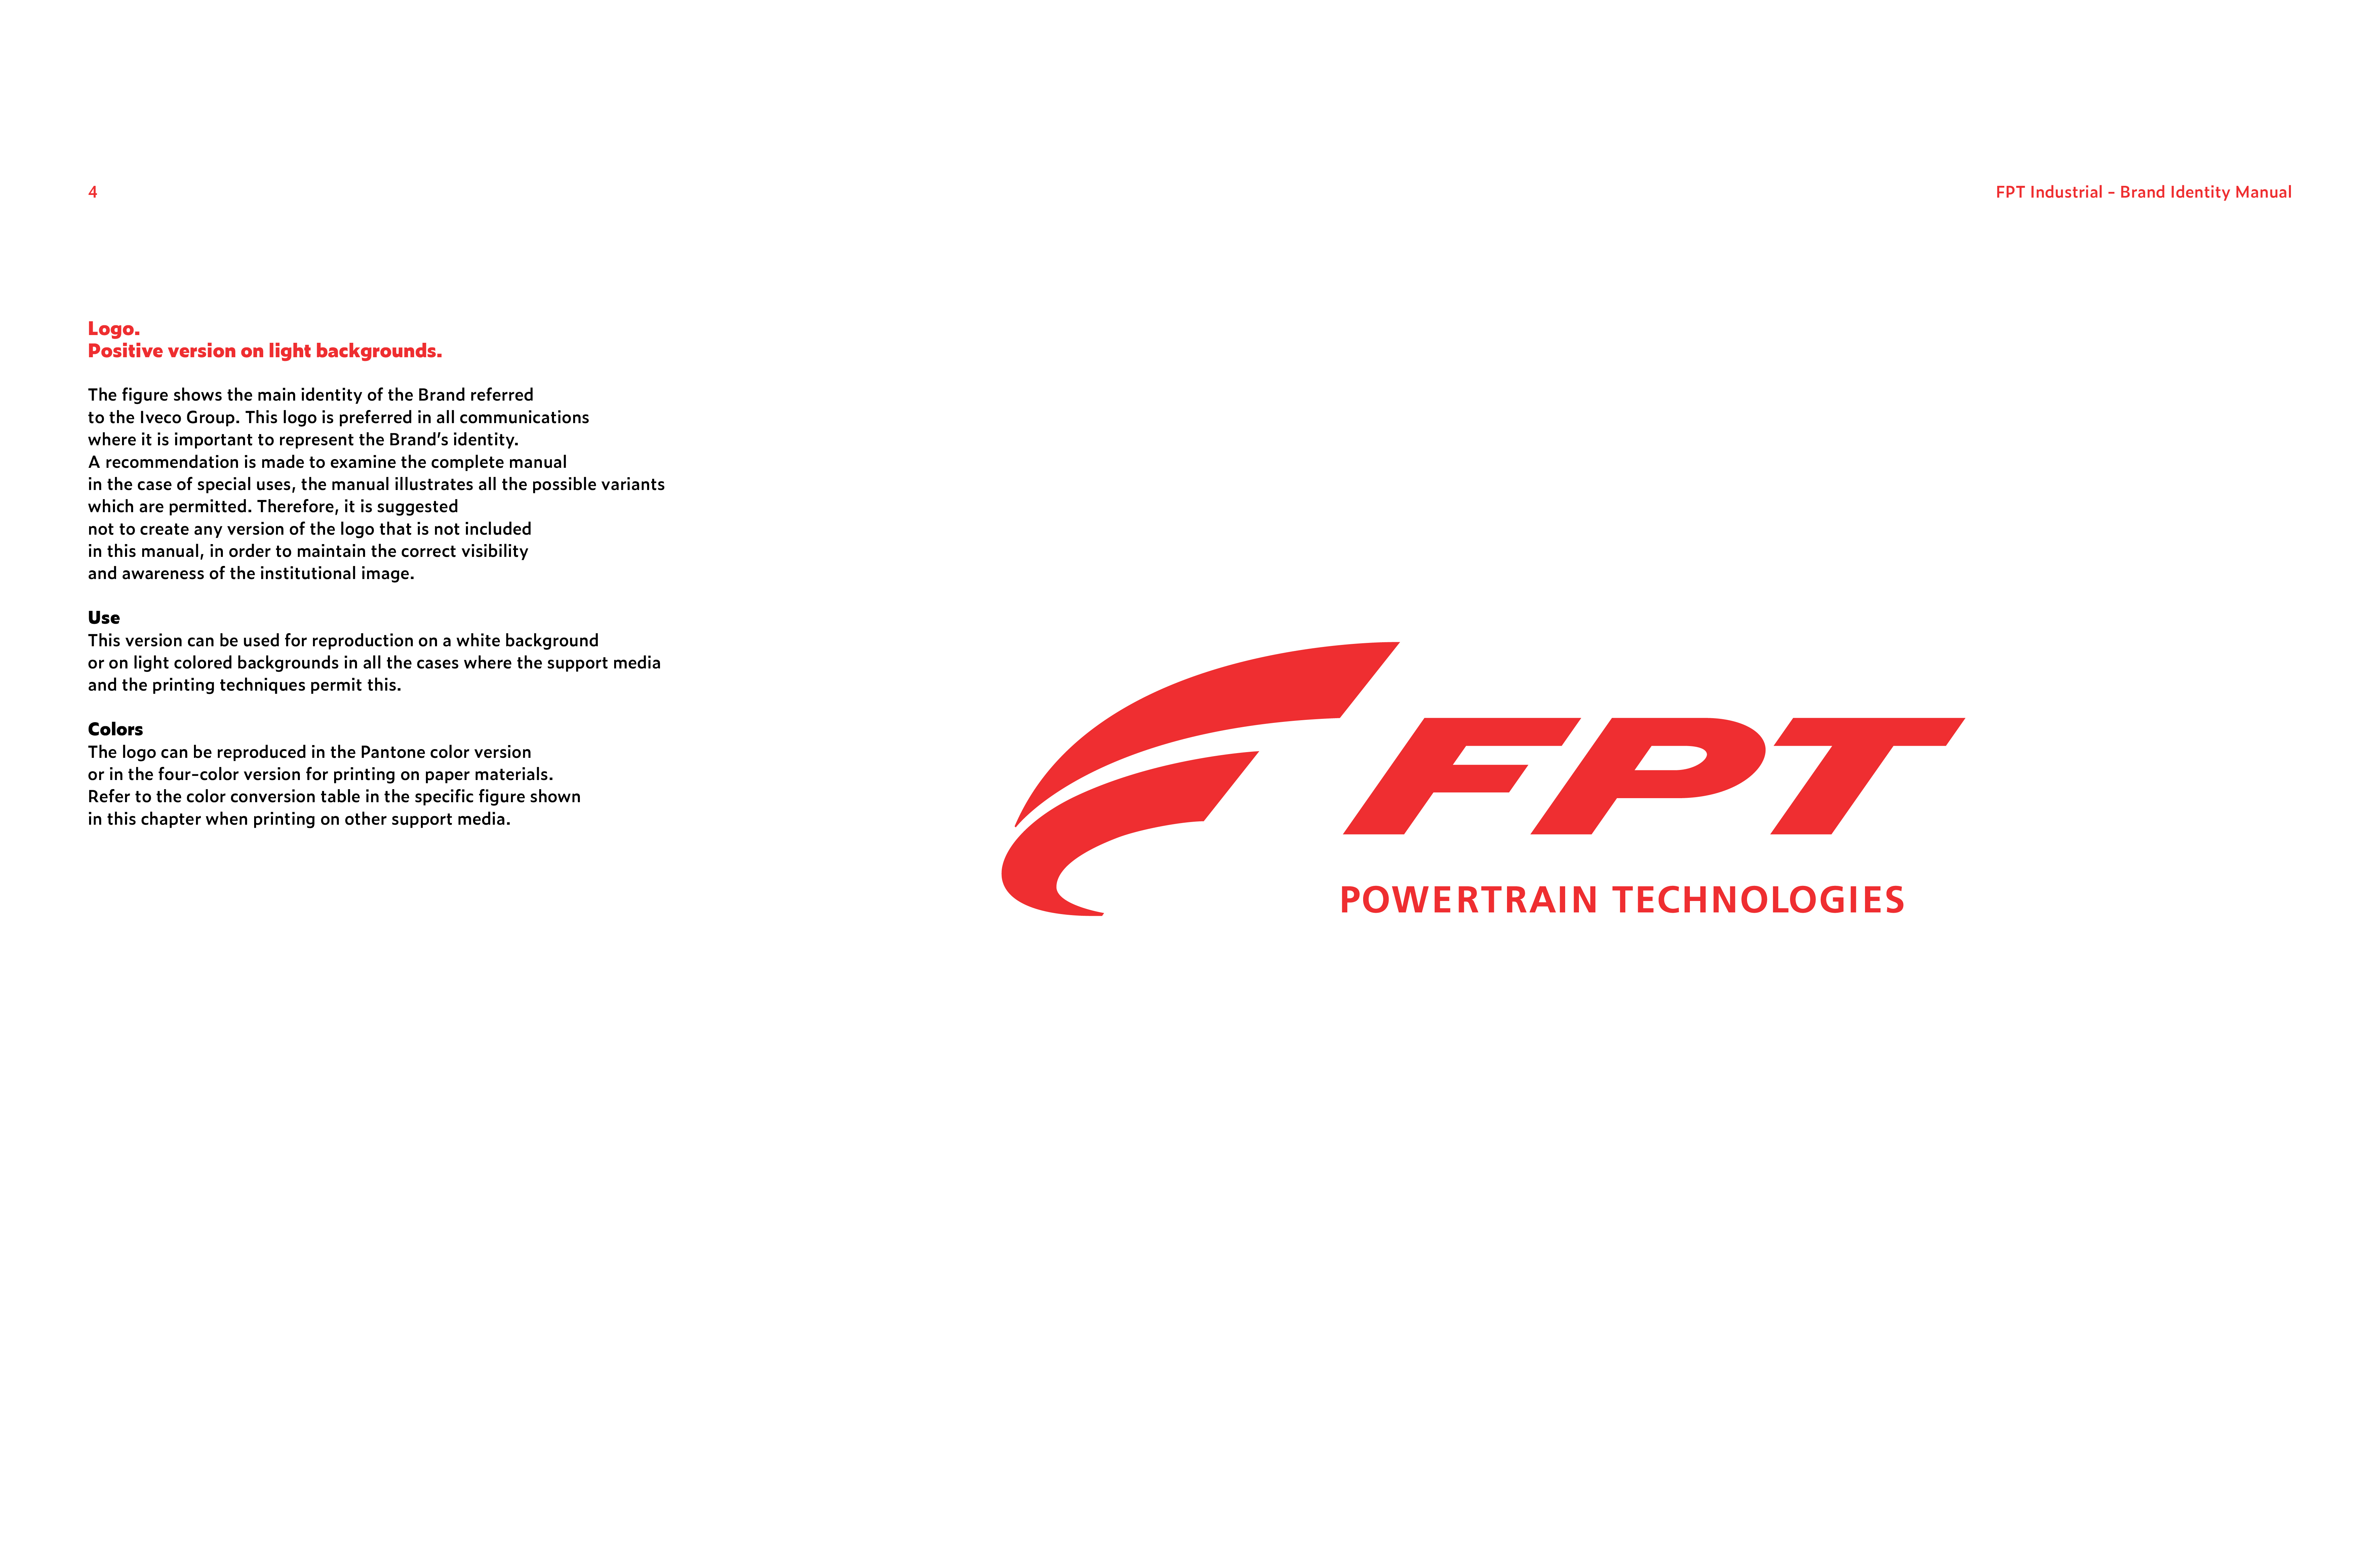 4
FPT Industrial - Brand Identity Manual
Logo.
Positive version on light backgrounds.
The figure shows the main identity of the Brand referred
to the Iveco Group. This logo is preferred in all communications
where it is important to represent the Brand’s identity.
A recommendation is made to examine the complete manual
in the case of special uses, the manual illustrates all the possible variants
which are permitted. Therefore, it is suggested
not to create any version of the logo that is not included
in this manual, in order to maintain the correct visibility
and awareness of the institutional image.
Use
This version can be used for reproduction on a white background
or on light colored backgrounds in all the cases where the support media
and the printing techniques permit this.
Colors
The logo can be reproduced in the Pantone color version
or in the four-color version for printing on paper materials.
Refer to the color conversion table in the specific figure shown
in this chapter when printing on other support media.
FPT
POWERTRAIN TECHNOLOGIES